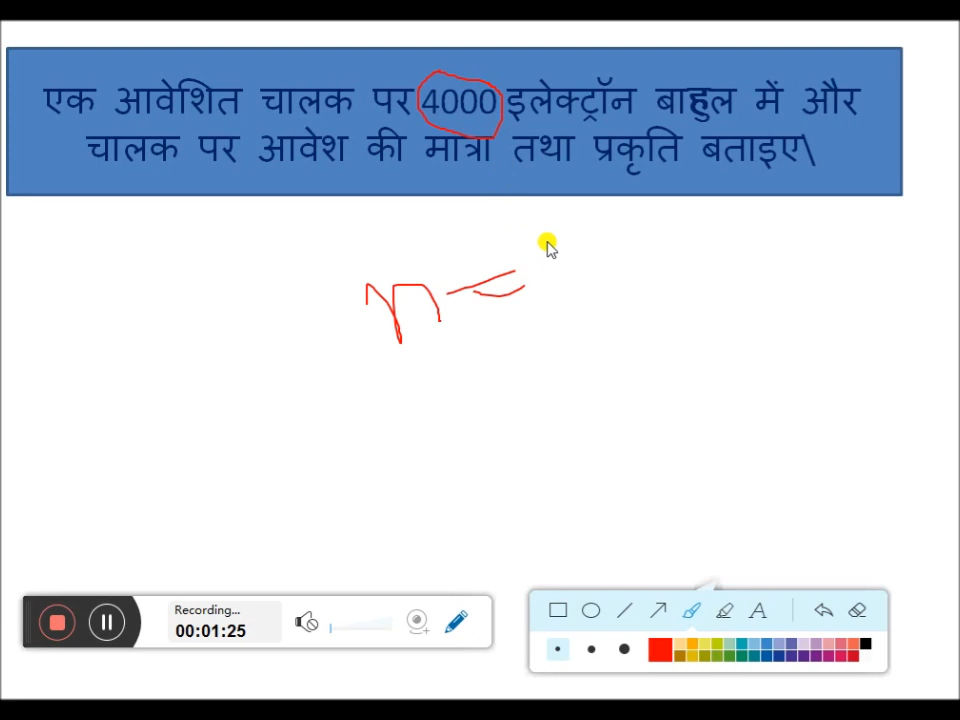 एक आवेशित चालक पर 4000 इलेक्ट्रॉन बाहुल में और
चालक पर आवेश की मात्रा तथा प्रकृति बताइए\
n =
Recording...
00:01:25
A